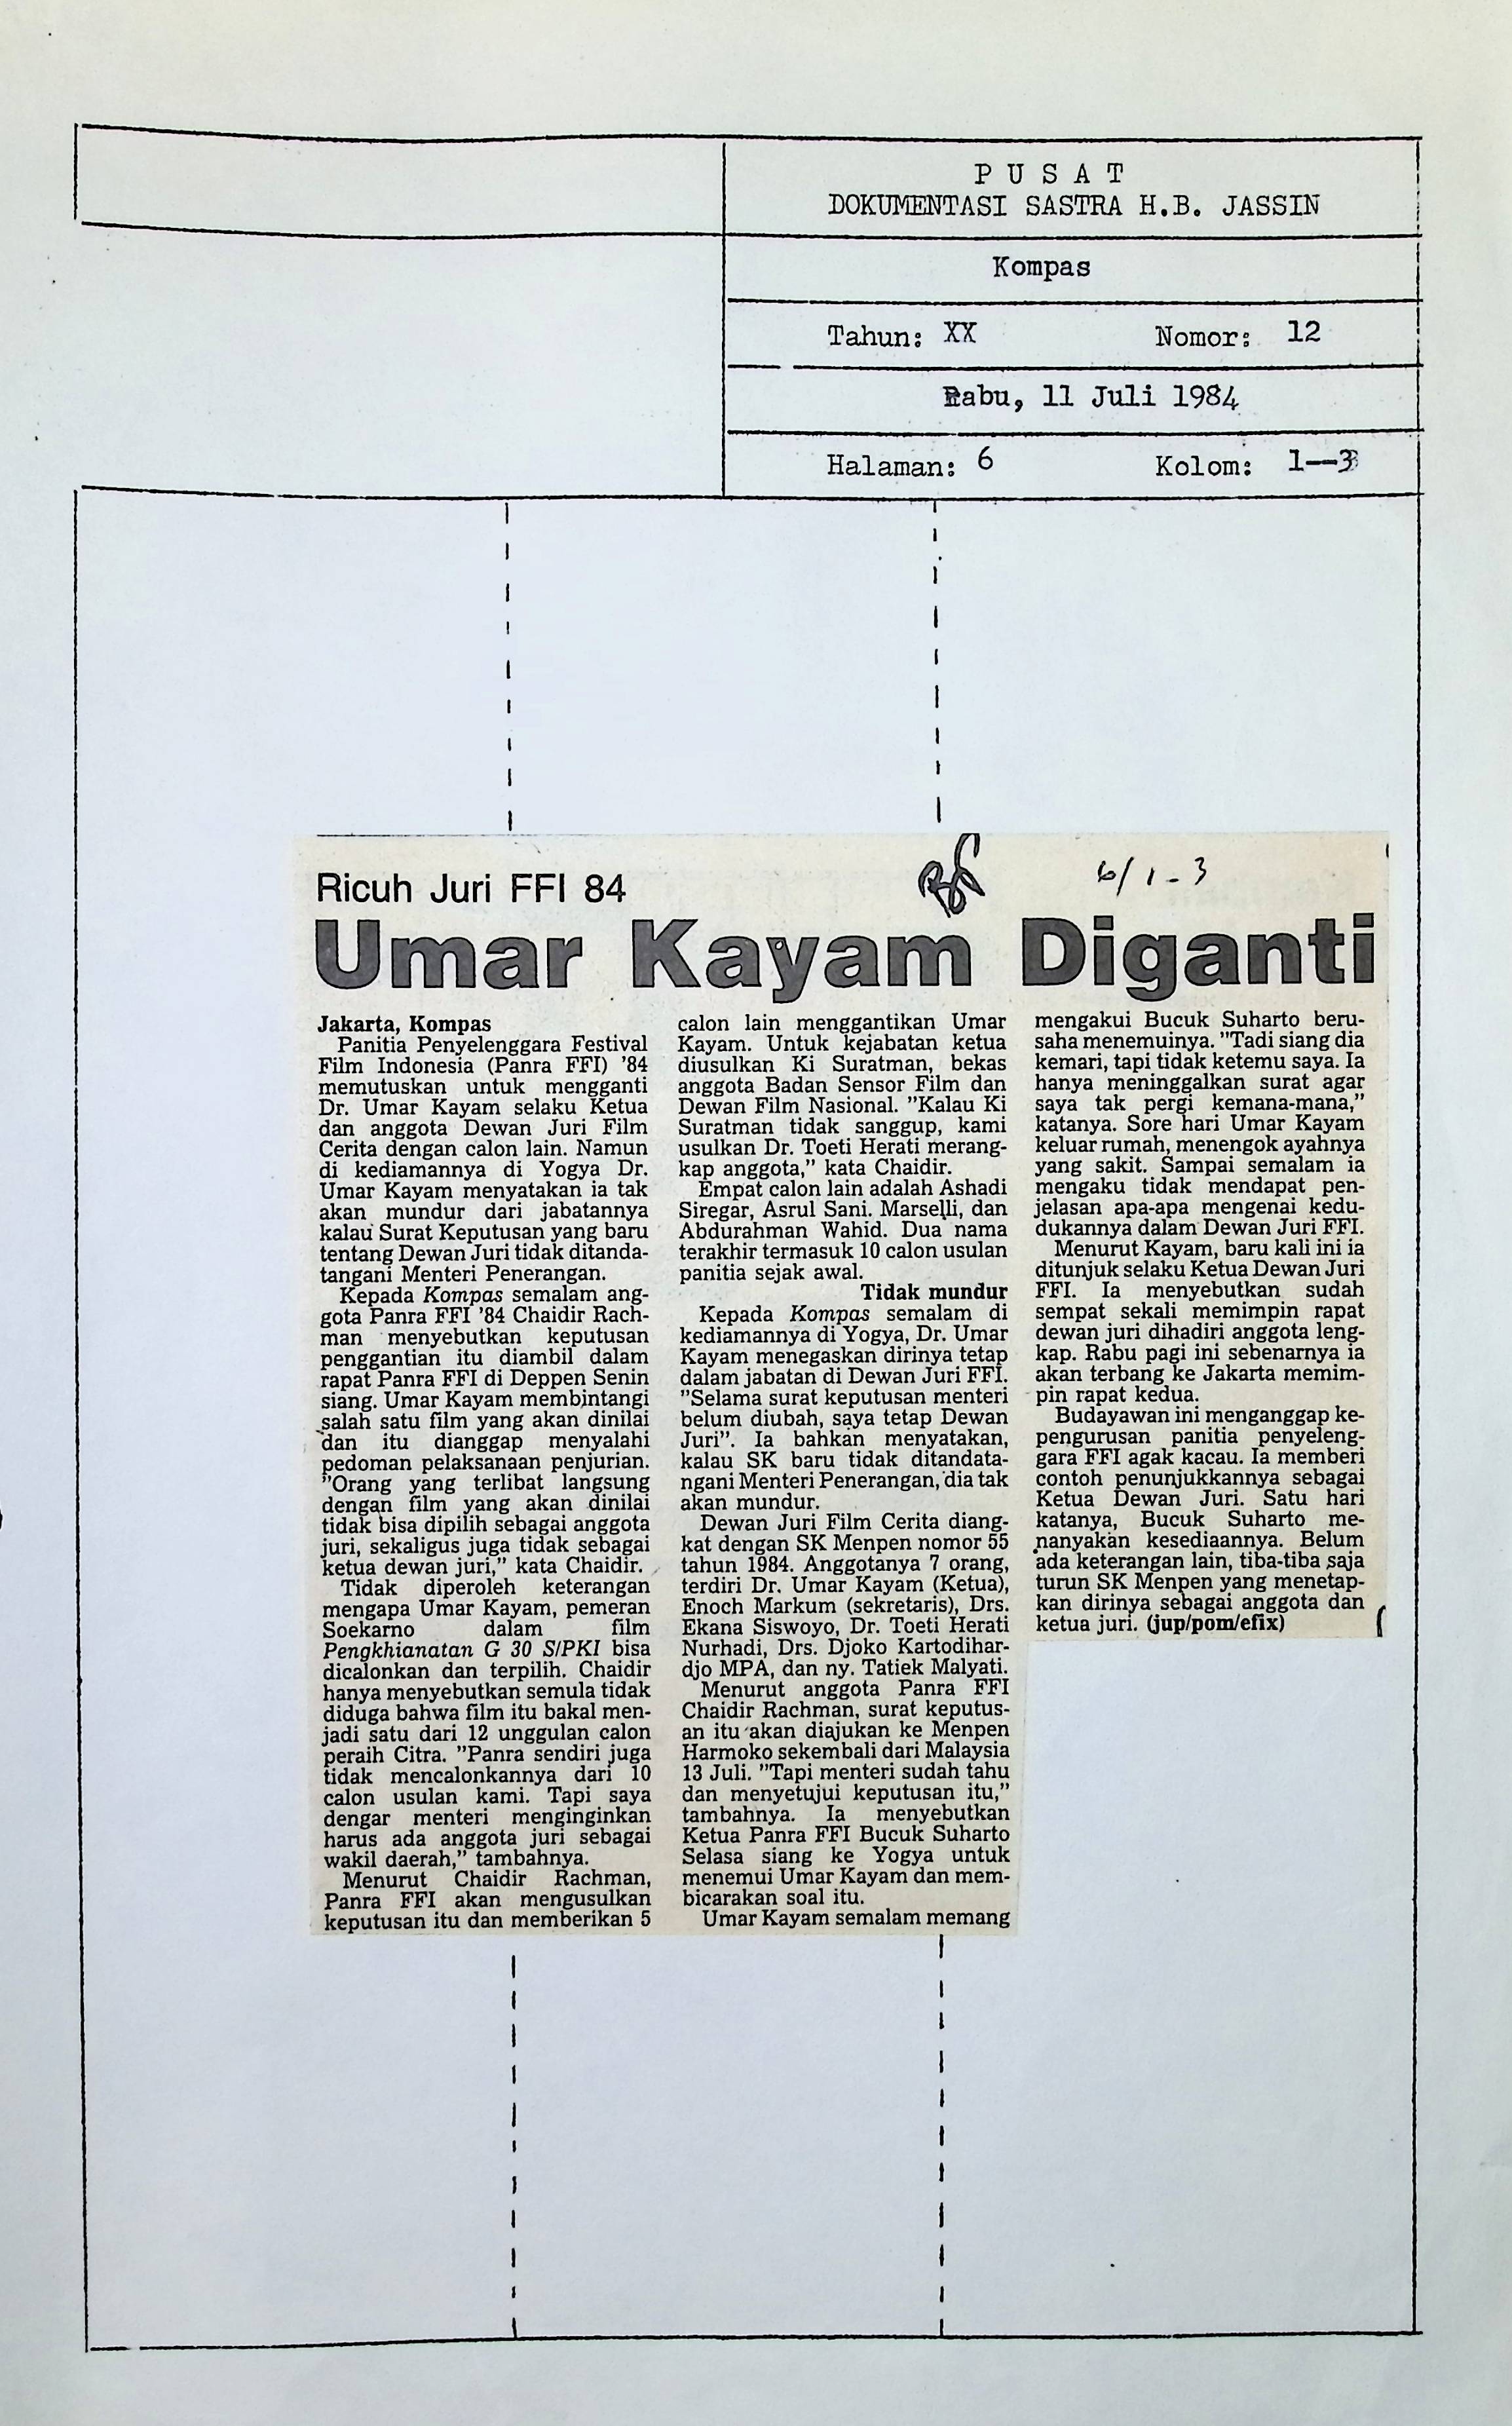 P U S A T
DOKUMENTASI SASTRA H.B. JASSIN
Kompas
Tahun: XX Nomor: 12
Rabu, 11 Juli 1984
Halaman: 6 Kolom: 1--3
6/1-3
Ricuh Juri FFI 84
Umar Kayam Diganti
Jakarta, Kompas
Panitia Penyelenggara Festival
Film Indonesia (Panra FFI) '84
memutuskan untuk mengganti
Dr. Umar Kayam selaku Ketua
dan anggota Dewan Juri Film
Cerita dengan calon lain. Namun
di kediamannya di Yogya Dr.
Umar Kayam menyatakan ia tak
akan mundur dari jabatannya
kalau Surat Keputusan yang baru
tentang Dewan Juri tidak ditanda-
tangani Menteri Penerangan.
Kepada Kompas semalam ang-
gota Panra FFI '84 Chaidir Rach-
man menyebutkan keputusan
penggantian itu diambil dalam
rapat Panra FFI di Deppen Senin
siang. Umar Kayam membintangi
salah satu film yang akan dinilai
dan itu dianggap menyalahi
pedoman pelaksanaan penjurian.
"Orang yang terlibat langsung
dengan film yang akan dinilai
tidak bisa dipilih sebagai anggota
juri, sekaligus juga tidak sebagai
ketua dewan juri," kata Chaidir.
Tidak diperoleh keterangan
mengapa Umar Kayam, pemeran
Soekarno dalam film
Pengkhianatan G 30 S/PKI bisa
dicalonkan dan terpilih. Chaidir
hanya menyebutkan semula tidak
diduga bahwa film itu bakal men-
jadi satu dari 12 unggulan calon
peraih Citra. "Panra sendiri juga
tidak mencalonkannya dari 10
calon usulan kami. Tapi saya
dengar menteri menginginkan
harus ada anggota juri sebagai
wakil daerah," tambahnya.
Menurut Chaidir Rachman,
Panra FFI akan mengusulkan
keputusan itu dan memberikan 5
calon lain menggantikan Umar
Kayam. Untuk kejabatan ketua
diusulkan Ki Suratman, bekas
anggota Badan Sensor Film dan
Dewan Film Nasional. "Kalau Ki
Suratman tidak sanggup, kami
usulkan Dr. Toeti Herati merang-
kap anggota," kata Chaidir.
Empat calon lain adalah Ashadi
Siregar, Asrul Sani. Marselli, dan
Abdurahman Wahid. Dua nama
terakhir termasuk 10 calon usulan
panitia sejak awal.
Tidak mundur
Kepada Kompas semalam di
kediamannya di Yogya, Dr. Umar
Kayam menegaskan dirinya tetap
dalam jabatan di Dewan Juri FFI.
"Selama surat keputusan menteri
belum diubah, saya tetap Dewan
Juri". Ia bahkan menyatakan,
kalau SK baru tidak ditandata-
ngani Menteri Penerangan, dia tak
akan mundur.
Dewan Juri Film Cerita diang-
kat dengan SK Menpen nomor 55
tahun 1984. Anggotanya 7 orang,
terdiri Dr. Umar Kayam (Ketua),
Enoch Markum (sekretaris), Drs.
Ekana Siswoyo, Dr. Toeti Herati
Nurhadi, Drs. Djoko Kartodihar-
djo MPA, dan ny. Tatiek Malyati.
Menurut anggota Panra FFI
Chaidir Rachman, surat keputus-
an itu akan diajukan ke Menpen
Harmoko sekembali dari Malaysia
13 Juli. "Tapi menteri sudah tahu
dan menyetujui keputusan itu,"
tambahnya. Ia menyebutkan
Ketua Panra FFI Bucuk Suharto
Selasa siang ke Yogya untuk
menemui Umar Kayam dan mem-
bicarakan soal itu.
Umar Kayam semalam memang
mengakui Bucuk Suharto beru-
saha menemuinya. "Tadi siang dia
kemari, tapi tidak ketemu saya. Ia
hanya meninggalkan surat agar
saya tak pergi kemana-mana,"
katanya. Sore hari Umar Kayam
keluar rumah, menengok ayahnya
yang sakit. Sampai semalam ia
mengaku tidak mendapat pen-
jelasan apa-apa mengenai kedu-
dukannya dalam Dewan Juri FFI.
Menurut Kayam, baru kali ini ia
ditunjuk selaku Ketua Dewan Juri
FFI. Ia menyebutkan sudah
sempat sekali memimpin rapat
dewan juri dihadiri anggota leng-
kap. Rabu pagi ini sebenarnya ia
akan terbang ke Jakarta memim-
pin rapat kedua.
Budayawan ini menganggap ke-
pengurusan panitia penyeleng-
gara FFI agak kacau. Ia memberi
contoh penunjukkannya sebagai
Ketua Dewan Juri. Satu hari
katanya, Bucuk Suharto me-
nanyakan kesediaannya. Belum
ada keterangan lain, tiba-tiba saja
turun SK Menpen yang menetap-
kan dirinya sebagai anggota dan
ketua juri. (jup/pom/efix)